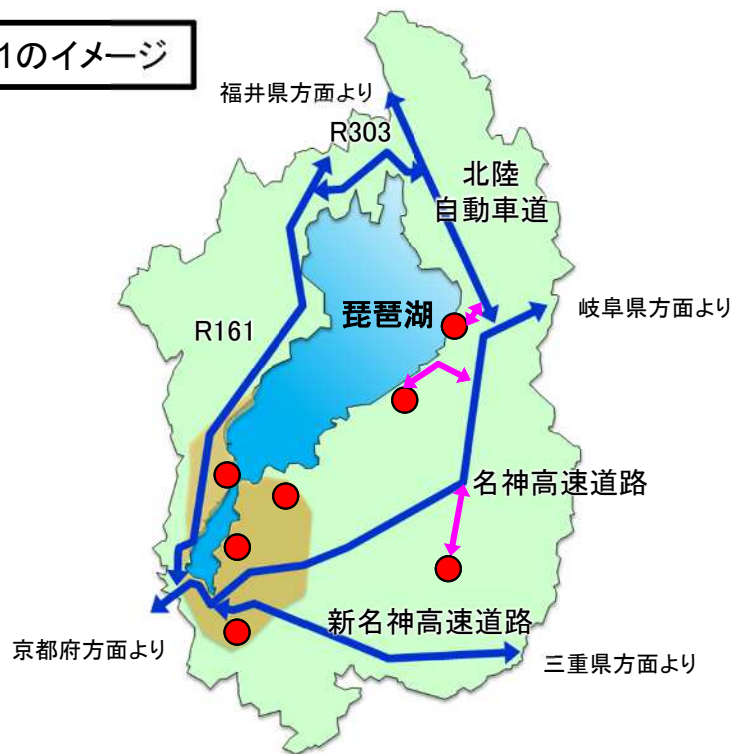 1のイメージ
福井県方面より
R303
北陸
自動車道
琵琶湖
岐阜県方面より
R161
名神高速道路
新名神高速道路
京都府方面より
三重県方面より